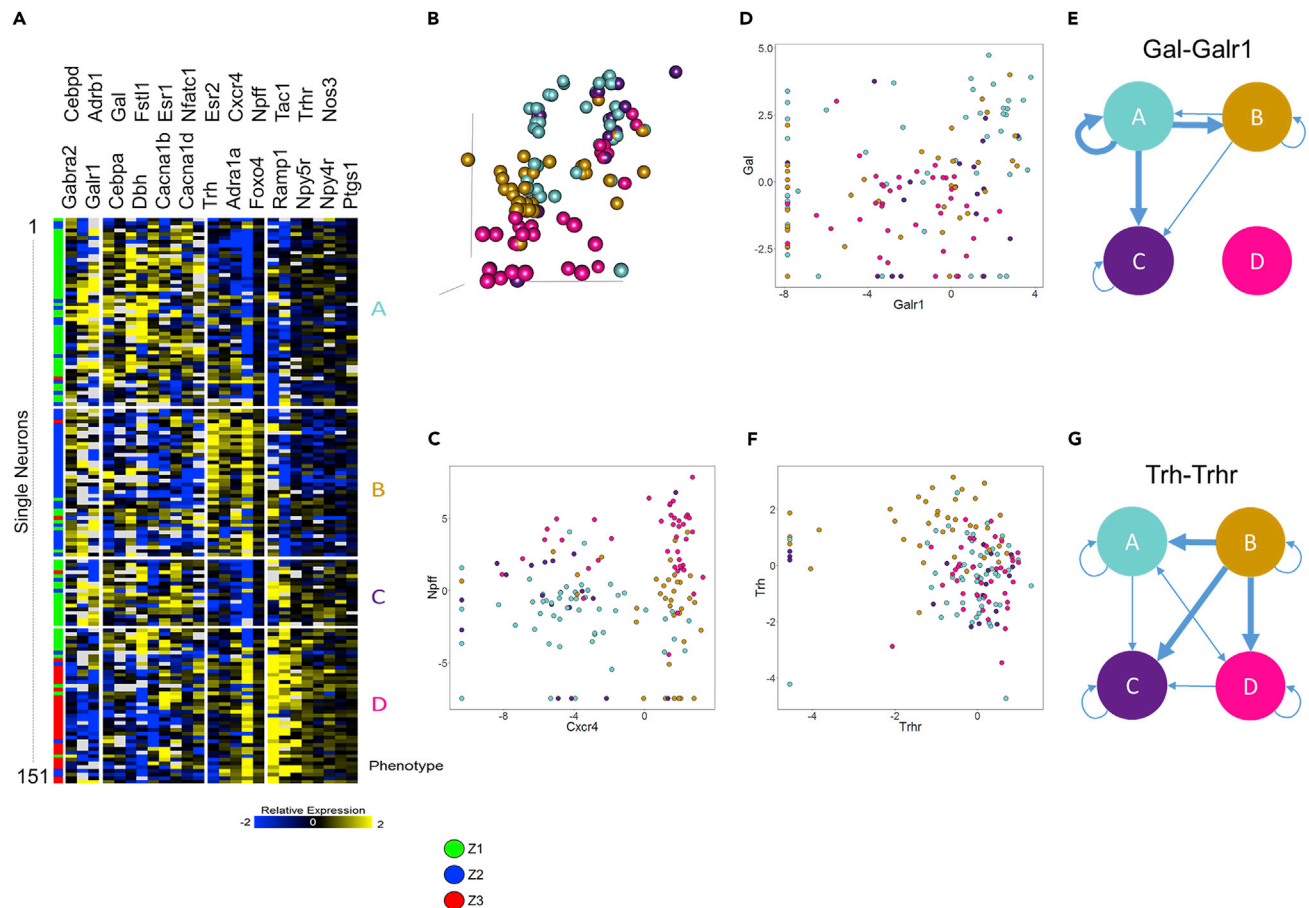 A
Cebpd
Adrb1
Gal
Fstl1
Esr1
Nfatc1
Esr2
Cxcr4
Npff
Tac1
Trhr
Nos3
Gabra2
Galr1
Cebpa
Dbh
Cacna1b
Cacna1d
Trh
Adra1a
Foxo4
Ramp1
Npy5r
Npy4r
Ptgs1
1
Single Neurons
151
A
B
C
D
Phenotype
Relative Expression
-2 0 2
Z1
Z2
Z3
B
C
Npff
5
0
-5
-8 -4 0
Cxcr4
D
Gal
5.0
2.5
0.0
-2.5
-8 -4 0 4
Galr1
E
Gal-Galr1
A B
C D
F
Trh
2
0
-2
-4
-4 -2 0
Trhr
G
Trh-Trhr
A B
C D